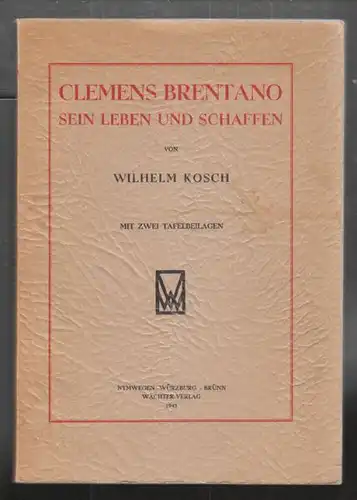 CLEMENS BRENTANO
SEIN LEBEN UND SCHAFFEN
VON
WILHELM KOSCH
MIT ZWEI TAFELBEILAGEN
NYMWEGEN - WÜRZBURG - BRÜNN
WÄCHTER-VERLAG